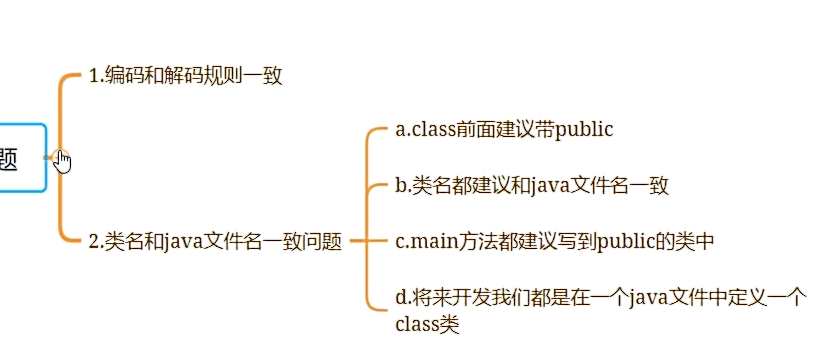 题
1.编码和解码规则一致
2.类名和java文件名一致问题
a.class前面建议带public
b.类名都建议和java文件名一致
c.main方法都建议写到public的类中
d.将来开发我们都是在一个java文件中定义一个
class类